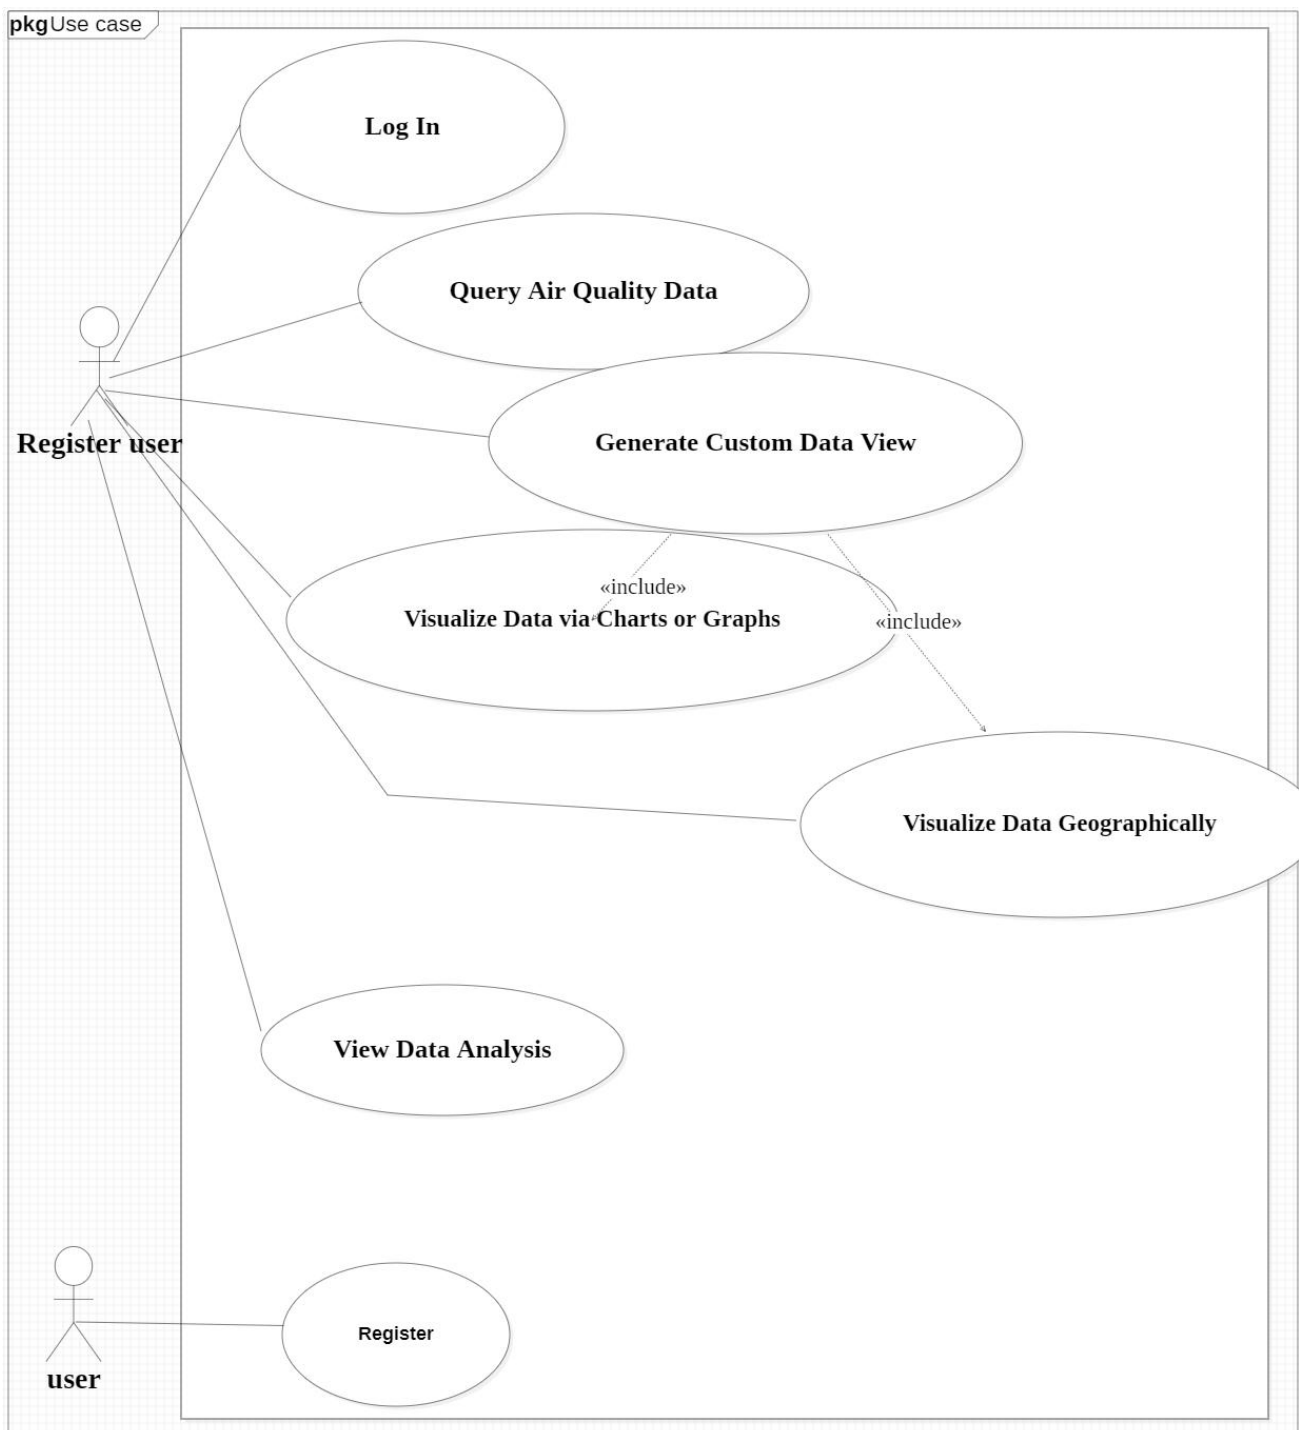 pkg Use case
Log In
Query Air Quality Data
Register user
Generate Custom Data View
«include»
Visualize Data via Charts or Graphs
«include»
Visualize Data Geographically
View Data Analysis
Register
user